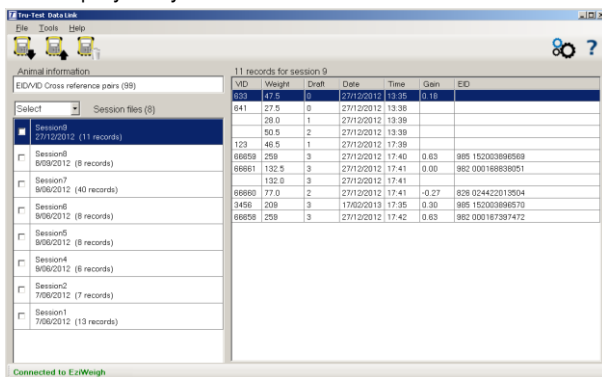 Tru-Test Data Link
File Tools Help
Animal information
EID/VID Cross reference pairs (99)
Select Session files (8)
Session9
27/12/2012 (11 records)
Session8
8/09/2012 (8 records)
Session7
9/06/2012 (40 records)
Session6
9/06/2012 (8 records)
Session5
9/06/2012 (8 records)
Session4
9/06/2012 (6 records)
Session2
7/06/2012 (7 records)
Session1
7/06/2012 (13 records)
11 records for session 9
VID Weight Draft Date Time Gain EID
633 47.5 0 27/12/2012 13:35 0.18
641 27.5 0 27/12/2012 13:38
28.0 1 27/12/2012 13:39
50.5 2 27/12/2012 13:39
123 46.5 1 27/12/2012 17:39
66659 259 3 27/12/2012 17:40 0.63 985 152003896569
66661 132.5 3 27/12/2012 17:41 0.00 982 000168838051
132.0 3 27/12/2012 17:41
66660 77.0 2 27/12/2012 17:41 -0.27 826 024422013504
3456 209 3 17/02/2013 17:35 0.30 985 152003896570
66658 259 3 27/12/2012 17:42 0.63 982 000167397472
Connected to EziWeigh